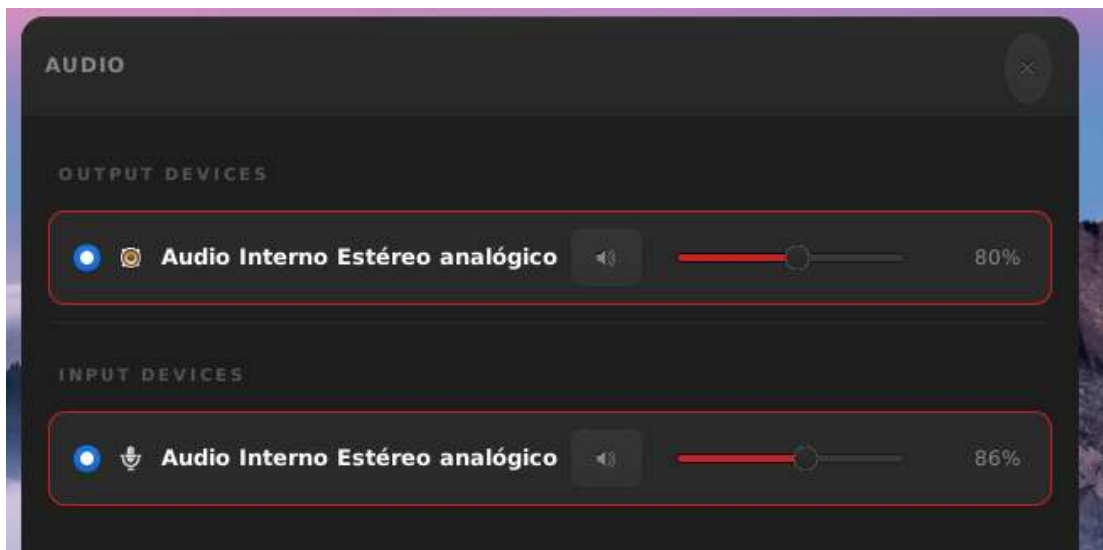 AUDIO
OUTPUT DEVICES
Audio Interno Estéreo analógico 80%
INPUT DEVICES
Audio Interno Estéreo analógico 86%